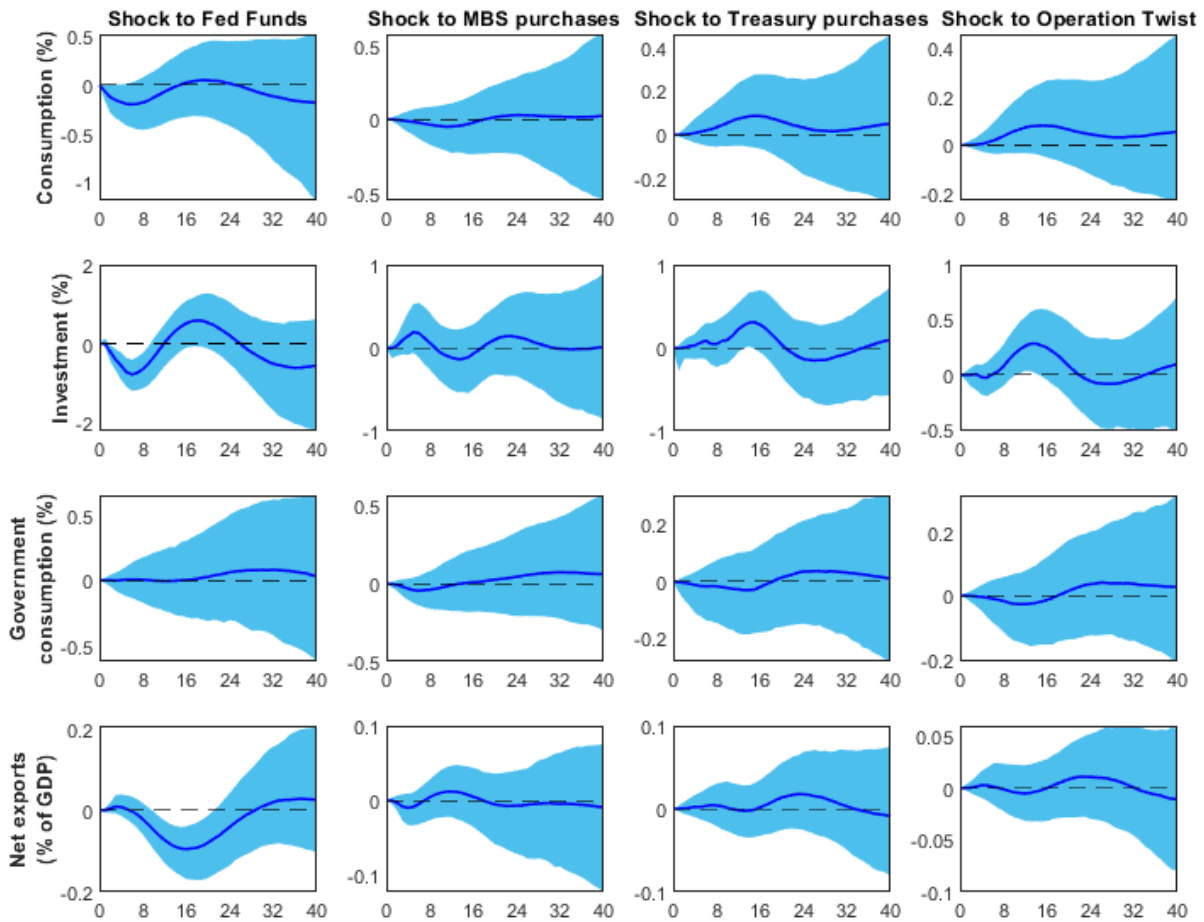 Shock to Fed Funds
Shock to MBS purchases
Shock to Treasury purchases
Shock to Operation Twist
Consumption (%)
0.5
0
-0.5
-1
0 8 16 24 32 40
0.5
0
-0.5
0 8 16 24 32 40
0.4
0.2
0
-0.2
0 8 16 24 32 40
0.4
0.2
0
-0.2
0 8 16 24 32 40
Investment (%)
2
0
-2
0 8 16 24 32 40
1
0
-1
0 8 16 24 32 40
1
0
-1
0 8 16 24 32 40
1
0.5
0
-0.5
0 8 16 24 32 40
Government
consumption (%)
0.5
0
-0.5
0 8 16 24 32 40
0.5
0
-0.5
0 8 16 24 32 40
0.2
0
-0.2
0 8 16 24 32 40
0.2
0
-0.2
0 8 16 24 32 40
Net exports
(% of GDP)
0.2
0
-0.2
0 8 16 24 32 40
0.1
0
-0.1
0 8 16 24 32 40
0.1
0
-0.1
0 8 16 24 32 40
0.05
0
-0.05
-0.1
0 8 16 24 32 40